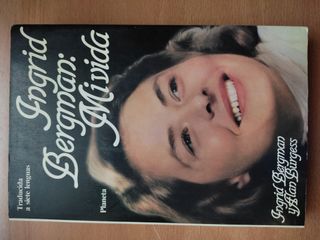 Ingrid
Bergman:
Mi vida
Traducida
a siete lenguas
Planeta
Ingrid Bergman
y Alan Burgess